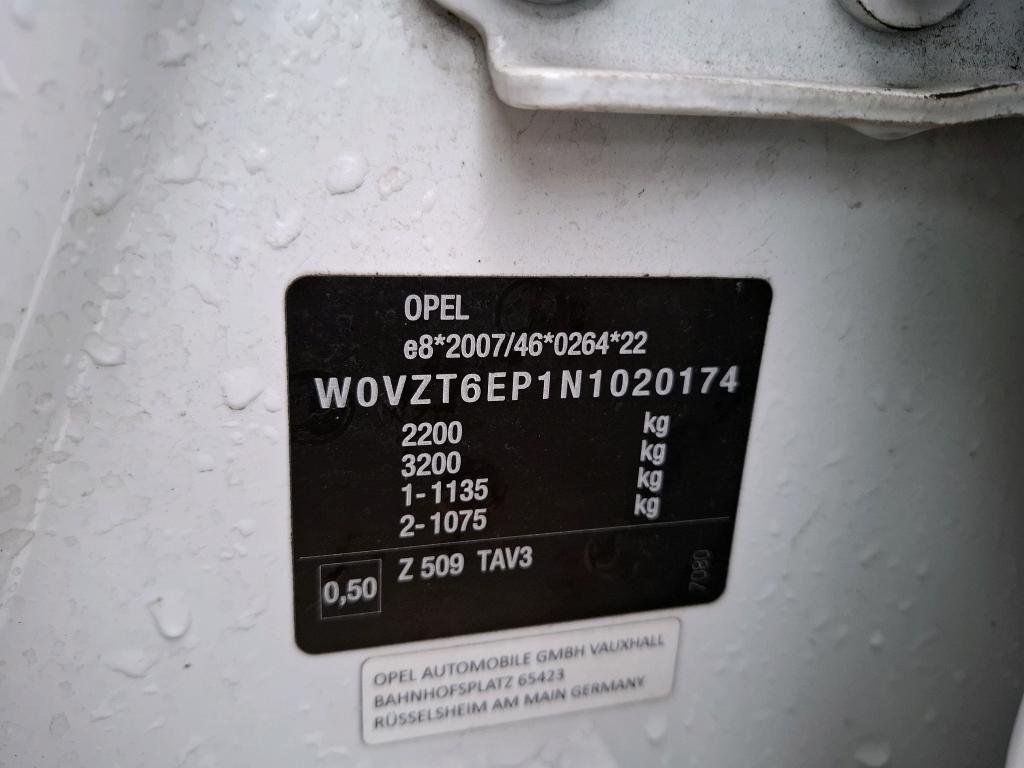 OPEL
e8*2007/46*0264*22
W0VZT6EP1N1020174
2200 kg
3200 kg
1-1135 kg
2-1075 kg
0,50 Z 509 TAV3
7080
OPEL AUTOMOBILE GMBH VAUXHALL
BAHNHOFSPLATZ 65423
RÜSSELSHEIM AM MAIN GERMANY